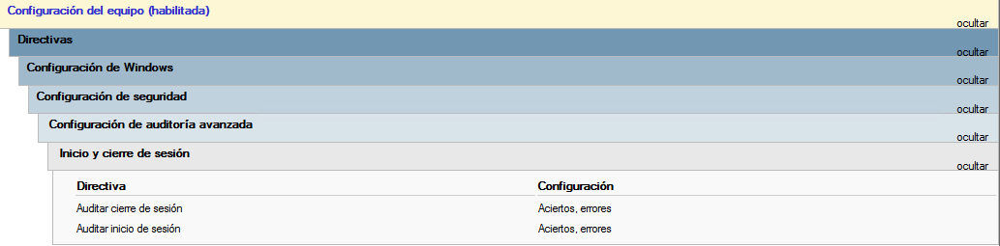 Configuración del equipo (habilitada)
ocultar
Directivas
ocultar
Configuración de Windows
ocultar
Configuración de seguridad
ocultar
Configuración de auditoría avanzada
ocultar
Inicio y cierre de sesión
ocultar
Directiva Configuración
Auditar cierre de sesión Aciertos, errores
Auditar inicio de sesión Aciertos, errores